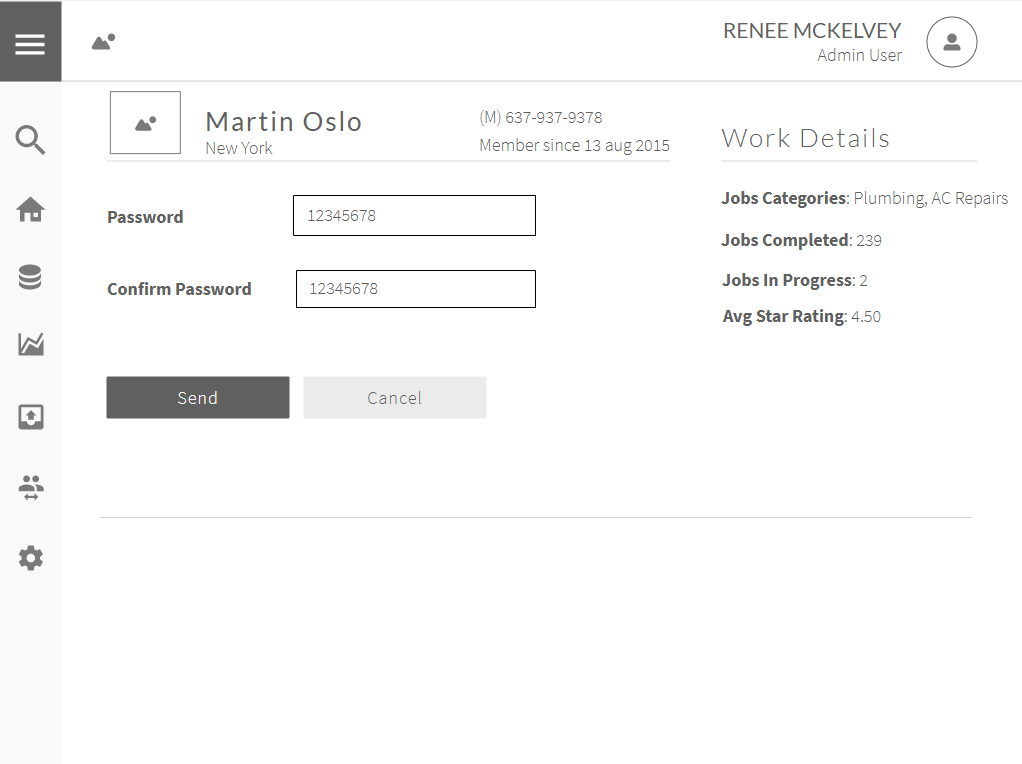 RENEE MCKELVEY
Admin User
Martin Oslo
New York
(M) 637-937-9378
Member since 13 aug 2015
Work Details
Password
12345678
Confirm Password
12345678
Send
Cancel
Jobs Categories: Plumbing, AC Repairs
Jobs Completed: 239
Jobs In Progress: 2
Avg Star Rating: 4.50